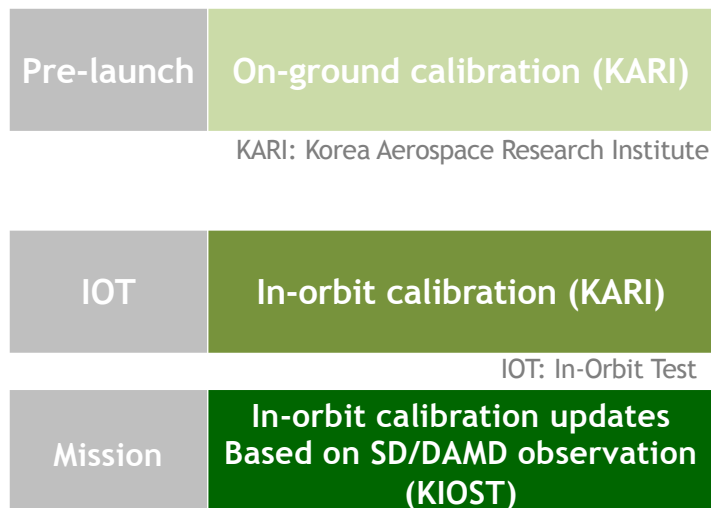 Pre-launch On-ground calibration (KARI)
KARI: Korea Aerospace Research Institute
IOT In-orbit calibration (KARI)
IOT: In-Orbit Test
In-orbit calibration updates
Mission Based on SD/DAMD observation
(KIOST)